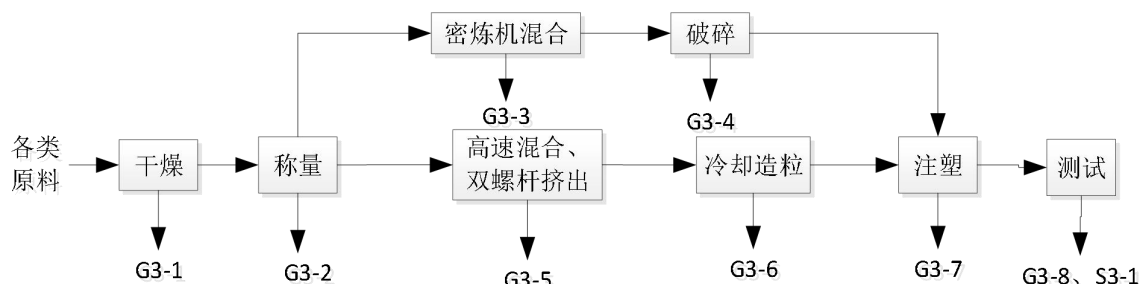 密炼机混合
破碎
G3-3
G3-4
各类
原料
干燥
称量
高速混合、
双螺杆挤出
冷却造粒
注塑
测试
G3-1
G3-2
G3-5
G3-6
G3-7
G3-8、S3-1